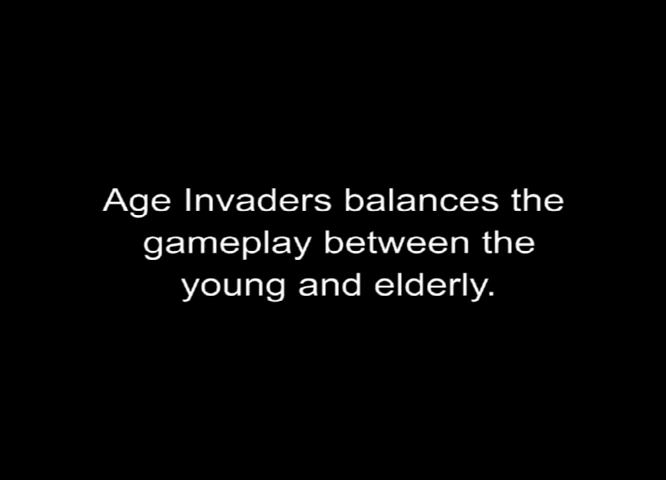 Age Invaders balances the
gameplay between the
young and elderly.